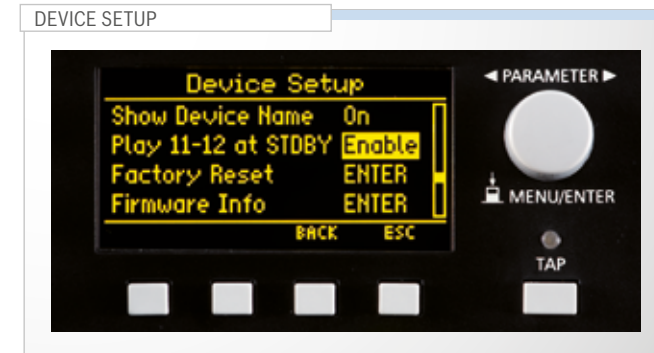 DEVICE SETUP
Device Setup
Show Device Name On
Play 11-12 at STDBY Enable
Factory Reset ENTER
Firmware Info ENTER
BACK ESC
◄ PARAMETER ►
MENU/ENTER
TAP